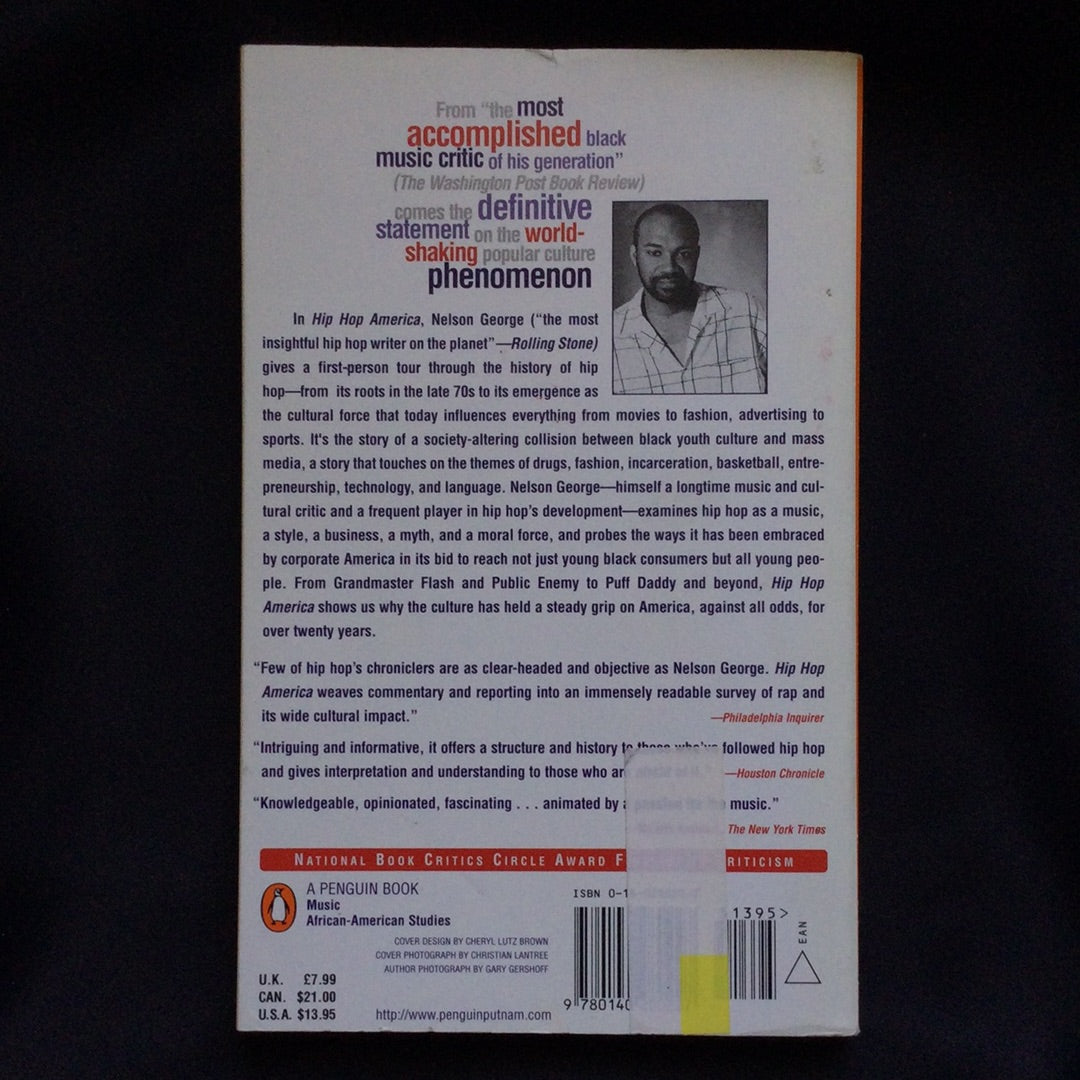 From “the most
accomplished black
music critic of his generation”
(The Washington Post Book Review)
comes the definitive
statement on the world-
shaking popular culture
phenomenon
In Hip Hop America, Nelson George (“the most
insightful hip hop writer on the planet”—Rolling Stone)
gives a first-person tour through the history of hip
hop—from its roots in the late 70s to its emergence as
the cultural force that today influences everything from movies to fashion, advertising to
sports. It's the story of a society-altering collision between black youth culture and mass
media, a story that touches on the themes of drugs, fashion, incarceration, basketball, entre-
preneurship, technology, and language. Nelson George—himself a longtime music and cul-
tural critic and a frequent player in hip hop’s development—examines hip hop as a music,
a style, a business, a myth, and a moral force, and probes the ways it has been embraced
by corporate America in its bid to reach not just young black consumers but all young peo-
ple. From Grandmaster Flash and Public Enemy to Puff Daddy and beyond, Hip Hop
America shows us why the culture has held a steady grip on America, against all odds, for
over twenty years.
“Few of hip hop’s chroniclers are as clear-headed and objective as Nelson George. Hip Hop
America weaves commentary and reporting into an immensely readable survey of rap and
its wide cultural impact.” —Philadelphia Inquirer
“Intriguing and informative, it offers a structure and history to those who’ve followed hip hop
and gives interpretation and understanding to those who —Houston Chronicle
“Knowledgeable, opinionated, fascinating . . . animated by music.”
The New York Times
NATIONAL BOOK CRITICS CIRCLE AWARD
A PENGUIN BOOK
Music
African-American Studies
COVER DESIGN BY CHERYL LUTZ BROWN
COVER PHOTOGRAPH BY CHRISTIAN LANTREE
AUTHOR PHOTOGRAPH BY GARY GERSHOFF
U.K. £7.99
CAN. $21.00
U.S.A. $13.95
http://www.penguinputnam.com
ISBN 0-1
51395>
EAN
9 780140